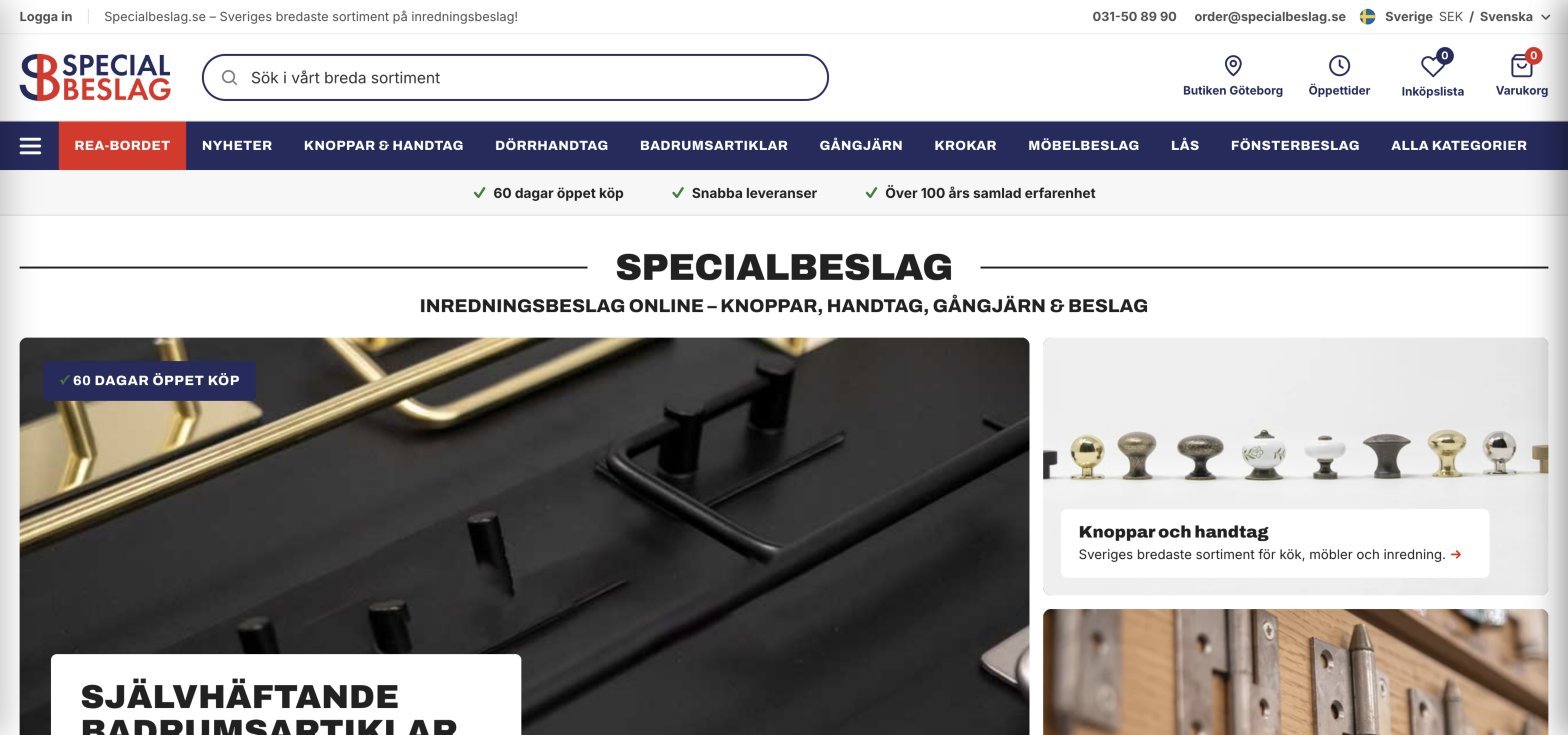 Logga in
Specialbeslag.se – Sveriges bredaste sortiment på inredningsbeslag!
031-50 89 90
order@specialbeslag.se
Sverige SEK / Svenska
SPECIAL
BESLAG
Sök i vårt breda sortiment
Butiken Göteborg
Öppettider
0
Inköpslista
0
Varukorg
REA-BORDET
NYHETER
KNOPPAR & HANDTAG
DÖRRHANDTAG
BADRUMSARTIKLAR
GÅNGJÄRN
KROKAR
MÖBELBESLAG
LÅS
FÖNSTERBESLAG
ALLA KATEGORIER
60 dagar öppet köp
Snabba leveranser
Över 100 års samlad erfarenhet
SPECIALBESLAG
INREDNINGSBESLAG ONLINE – KNOPPAR, HANDTAG, GÅNGJÄRN & BESLAG
✓ 60 DAGAR ÖPPET KÖP
Knoppar och handtag
Sveriges bredaste sortiment för kök, möbler och inredning. →
SJÄLVHÄFTANDE
BADRUMSARTIKLAR